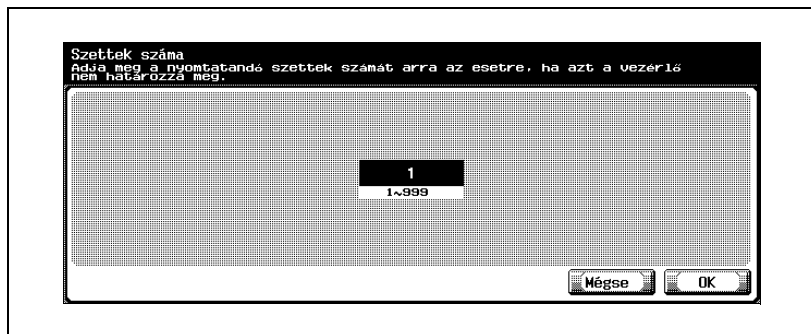 Szettek száma
Adja meg a nyomtatandó szettek számát arra az esetre, ha azt a vezérlő
nem határozza meg.
1
1~999
Mégse
OK